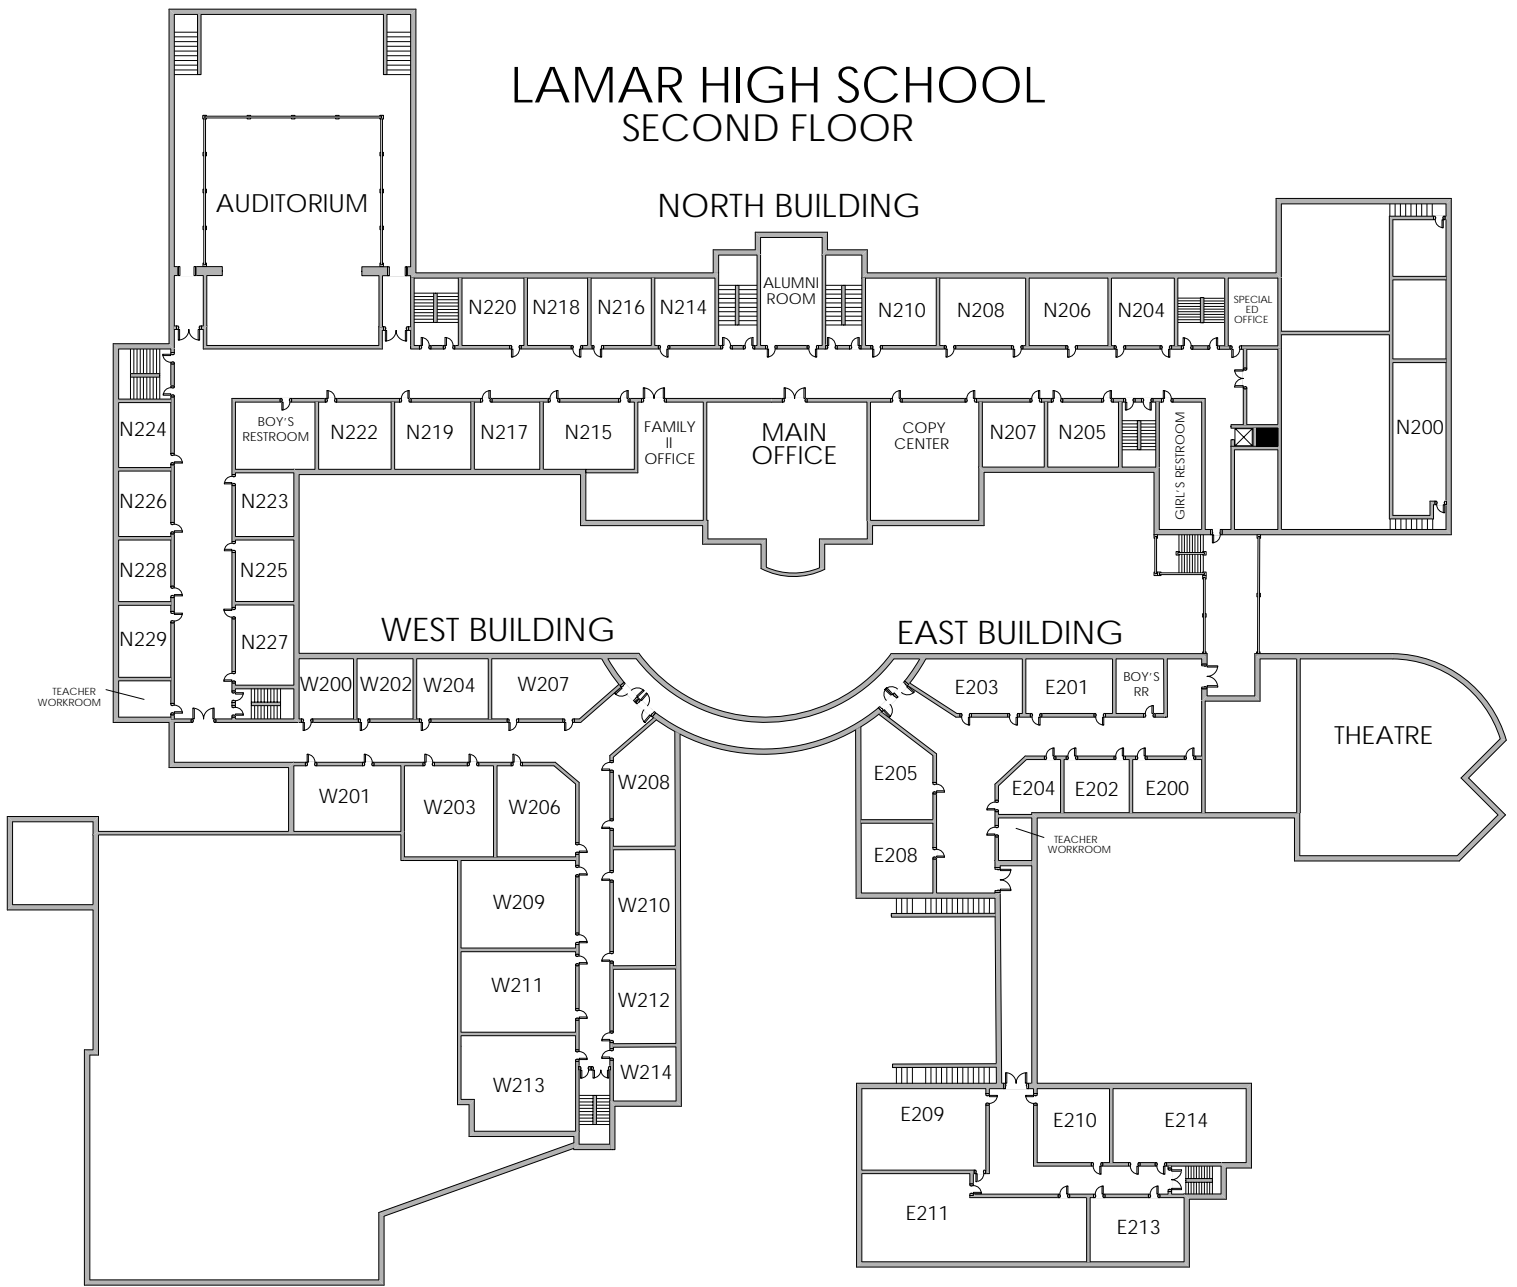 LAMAR HIGH SCHOOL
SECOND FLOOR
AUDITORIUM
NORTH BUILDING
N220
N218
N216
N214
ALUMNI
ROOM
N210
N208
N206
N204
SPECIAL
ED
OFFICE
N224
BOY'S
RESTROOM
N222
N219
N217
N215
FAMILY
II
OFFICE
MAIN
OFFICE
COPY
CENTER
N207
N205
GIRL'S RESTROOM
N200
N226
N223
N228
N225
N229
N227
TEACHER
WORKROOM
WEST BUILDING
EAST BUILDING
W200
W202
W204
W207
E203
E201
BOY'S
RR
THEATRE
W201
W203
W206
W208
E205
E204
E202
E200
TEACHER
WORKROOM
E208
W209
W210
W211
W212
W213
W214
E209
E210
E214
E211
E213